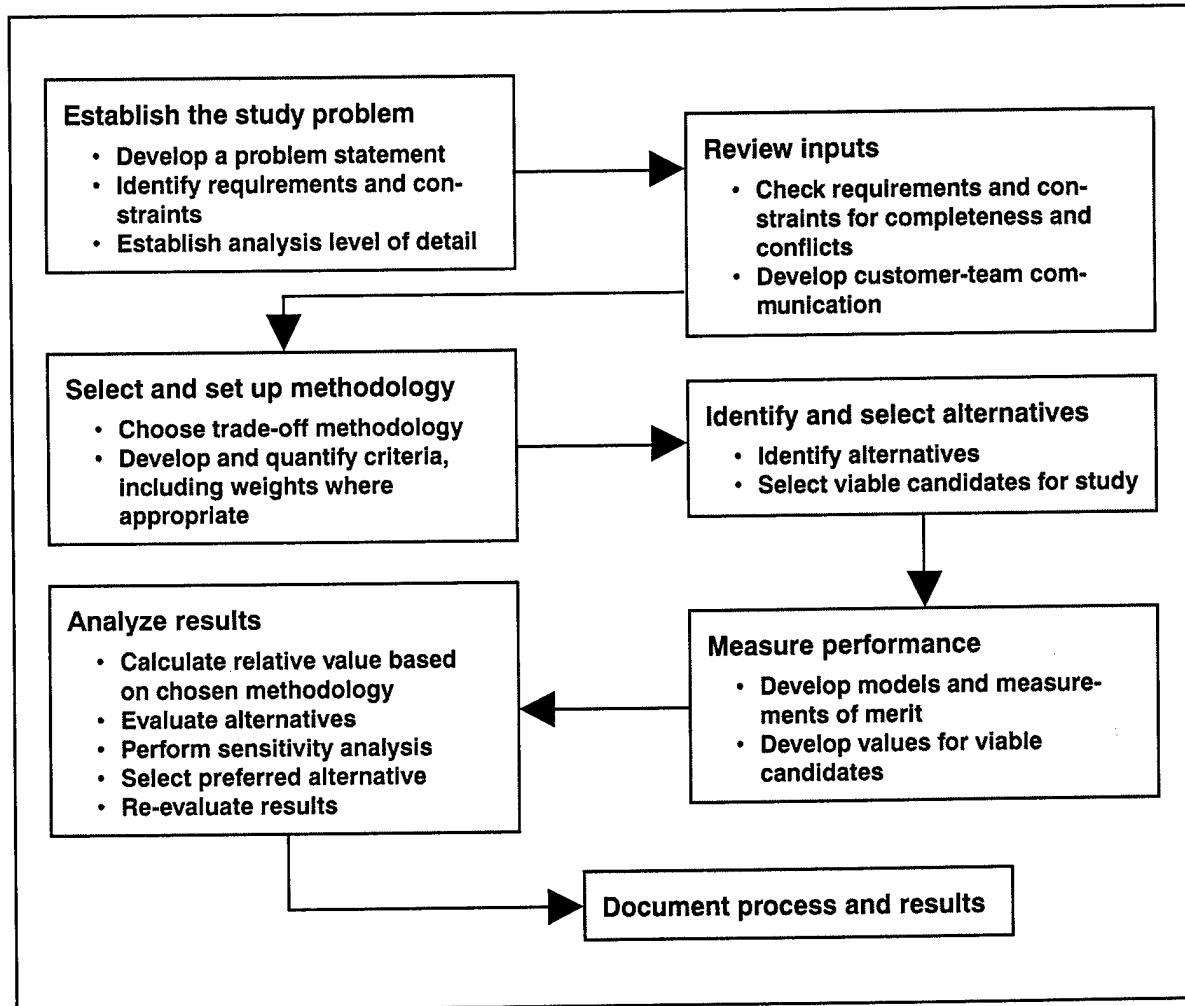 Establish the study problem
• Develop a problem statement
• Identify requirements and con-
straints
• Establish analysis level of detail
Review inputs
• Check requirements and con-
straints for completeness and
conflicts
• Develop customer-team com-
munication
Select and set up methodology
• Choose trade-off methodology
• Develop and quantify criteria,
including weights where
appropriate
Identify and select alternatives
• Identify alternatives
• Select viable candidates for study
Measure performance
• Develop models and measure-
ments of merit
• Develop values for viable
candidates
Analyze results
• Calculate relative value based
on chosen methodology
• Evaluate alternatives
• Perform sensitivity analysis
• Select preferred alternative
• Re-evaluate results
Document process and results